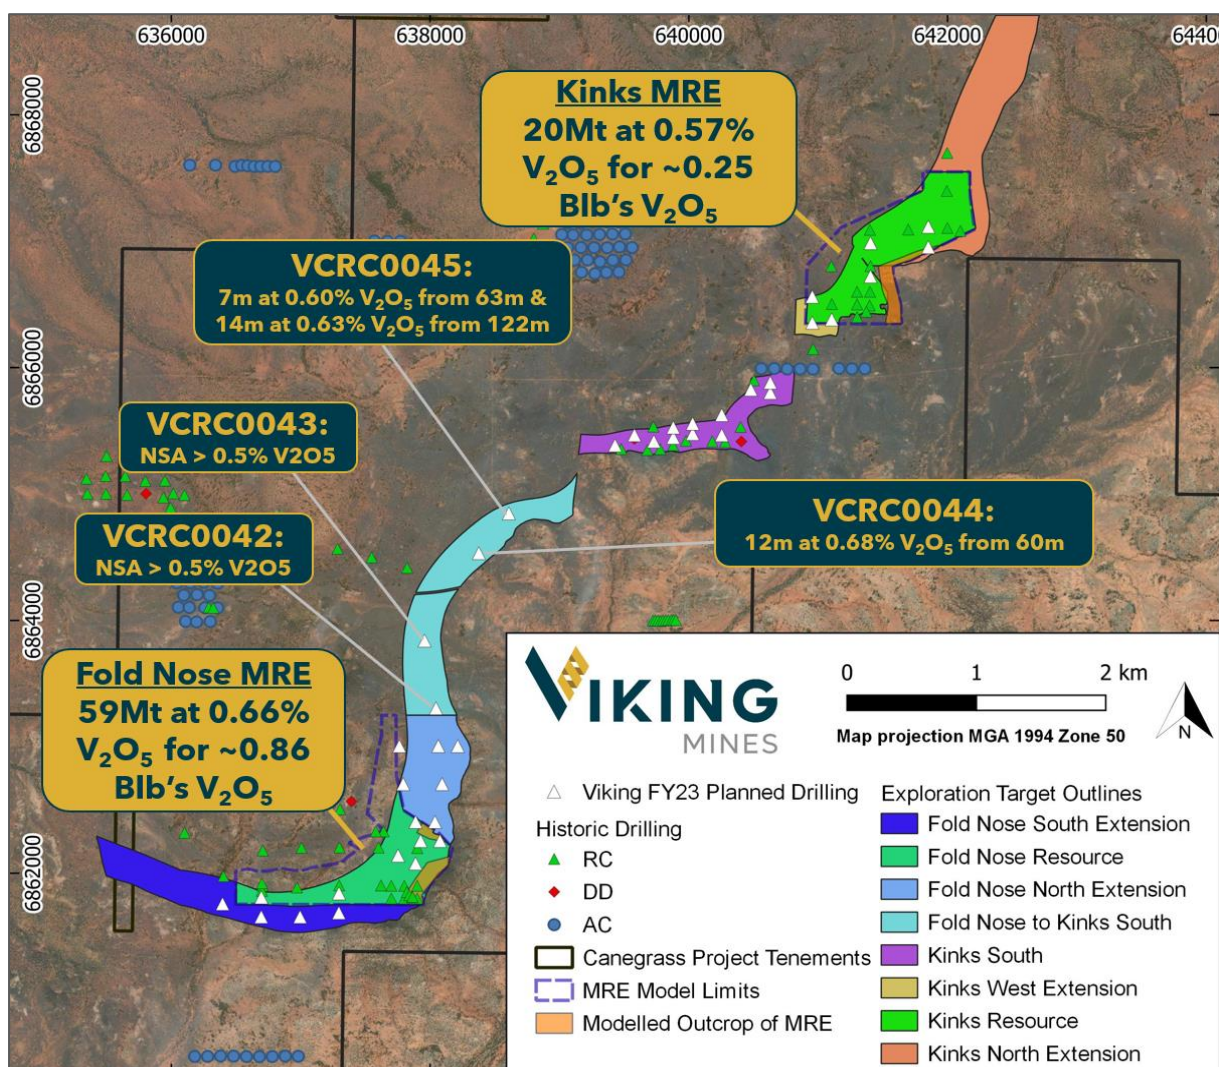 636000
638000
640000
642000
64400
6868000
6866000
6864000
6862000
Kinks MRE
20Mt at 0.57%
V₂O₅ for ~0.25
Blb's V₂O₅
VCRC0045:
7m at 0.60% V₂O₅ from 63m &
14m at 0.63% V₂O₅ from 122m
VCRC0043:
NSA > 0.5% V2O5
VCRC0042:
NSA > 0.5% V2O5
VCRC0044:
12m at 0.68% V₂O₅ from 60m
Fold Nose MRE
59Mt at 0.66%
V₂O₅ for ~0.86
Blb's V₂O₅
VIKING
MINES
0 1 2 km
Map projection MGA 1994 Zone 50
N
Viking FY23 Planned Drilling
Historic Drilling
RC
DD
AC
Canegrass Project Tenements
MRE Model Limits
Modelled Outcrop of MRE
Exploration Target Outlines
Fold Nose South Extension
Fold Nose Resource
Fold Nose North Extension
Fold Nose to Kinks South
Kinks South
Kinks West Extension
Kinks Resource
Kinks North Extension